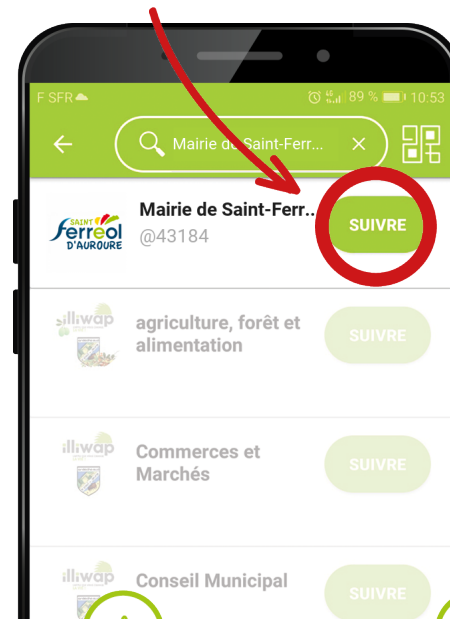 F SFR 89 % 10:53
Mairie de Saint-Ferr...
SAINT
ferréol
D'AUROURE
Mairie de Saint-Ferr..
@43184
SUIVRE
illiwap
agriculture, forêt et
alimentation
SUIVRE
illiwap
Commerces et
Marchés
SUIVRE
illiwap
Conseil Municipal
SUIVRE